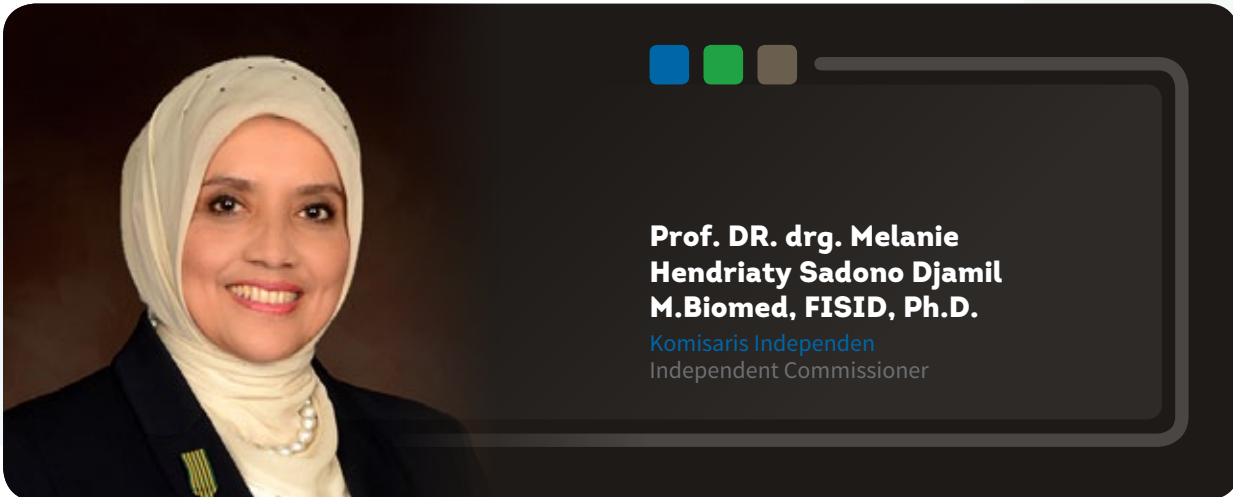 Prof. DR. drg. Melanie
Hendriaty Sadono Djamil
M.Biomed, FISID, Ph.D.
Komisaris Independen
Independent Commissioner